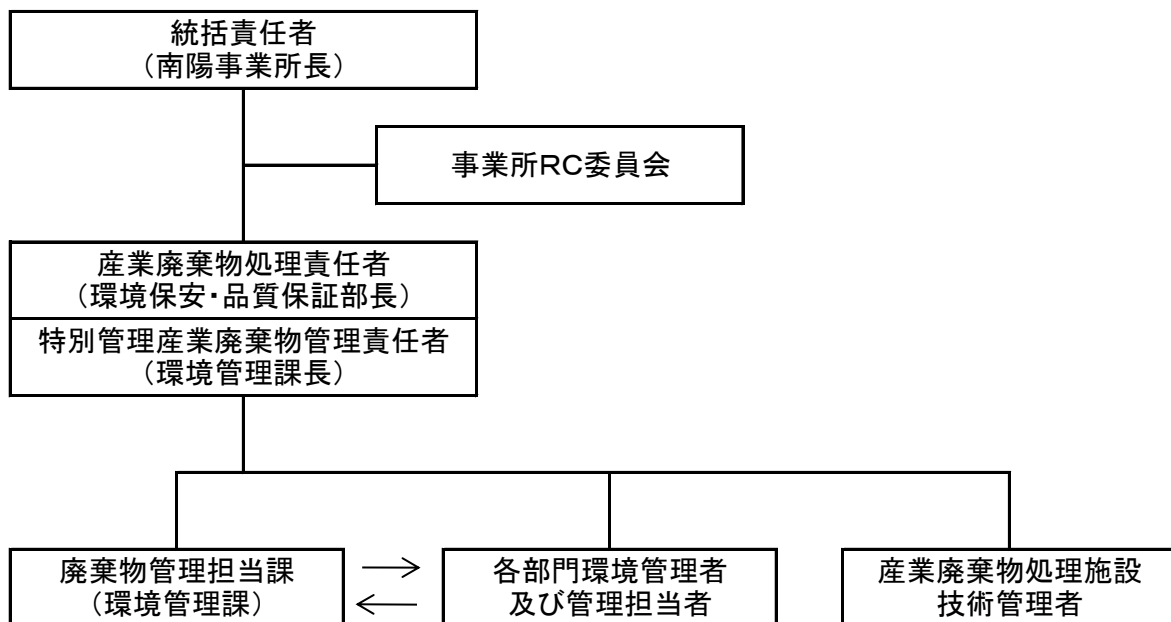 統括責任者
（南陽事業所長）
事業所RC委員会
産業廃棄物処理責任者
（環境保安・品質保証部長）
特別管理産業廃棄物管理責任者
（環境管理課長）
廃棄物管理担当課
（環境管理課）
各部門環境管理者
及び管理担当者
産業廃棄物処理施設
技術管理者